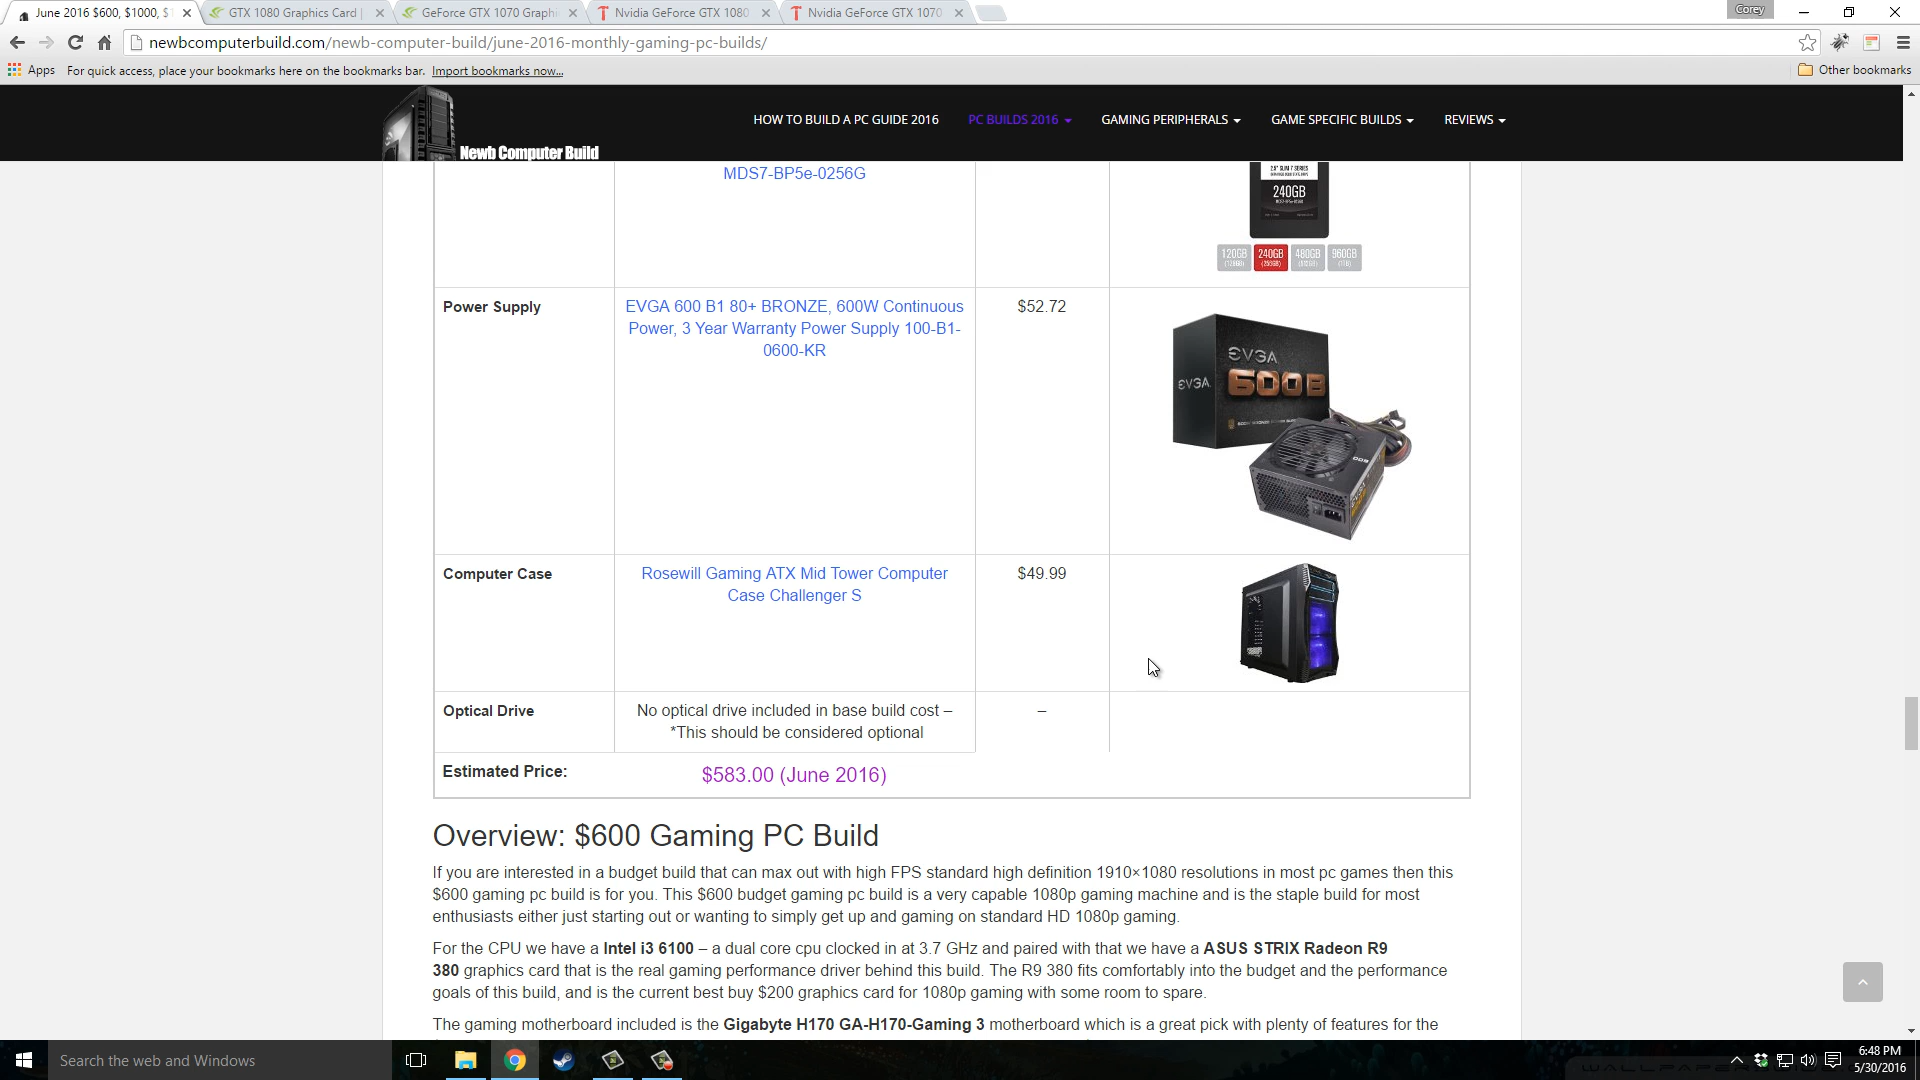 June 2016 $600, $1000, $1
GTX 1080 Graphics Card |
GeForce GTX 1070 Graphi
Nvidia GeForce GTX 1080
Nvidia GeForce GTX 1070
Corey
newbcomputerbuild.com/newb-computer-build/june-2016-monthly-gaming-pc-builds/
Apps For quick access, place your bookmarks here on the bookmarks bar. Import bookmarks now... Other bookmarks
Newb Computer Build
HOW TO BUILD A PC GUIDE 2016 PC BUILDS 2016 GAMING PERIPHERALS GAME SPECIFIC BUILDS REVIEWS
MDS7-BP5e-0256G
240GB
120GB 240GB 480GB 960GB
Power Supply
EVGA 600 B1 80+ BRONZE, 600W Continuous
Power, 3 Year Warranty Power Supply 100-B1-
0600-KR
$52.72
EVGA
EVGA 600B
Computer Case
Rosewill Gaming ATX Mid Tower Computer
Case Challenger S
$49.99
Optical Drive
No optical drive included in base build cost –
*This should be considered optional
–
Estimated Price: $583.00 (June 2016)
Overview: $600 Gaming PC Build
If you are interested in a budget build that can max out with high FPS standard high definition 1910×1080 resolutions in most pc games then this
$600 gaming pc build is for you. This $600 budget gaming pc build is a very capable 1080p gaming machine and is the staple build for most
enthusiasts either just starting out or wanting to simply get up and gaming on standard HD 1080p gaming.
For the CPU we have a Intel i3 6100 – a dual core cpu clocked in at 3.7 GHz and paired with that we have a ASUS STRIX Radeon R9
380 graphics card that is the real gaming performance driver behind this build. The R9 380 fits comfortably into the budget and the performance
goals of this build, and is the current best buy $200 graphics card for 1080p gaming with some room to spare.
The gaming motherboard included is the Gigabyte H170 GA-H170-Gaming 3 motherboard which is a great pick with plenty of features for the
Search the web and Windows
6:48 PM
5/30/2016